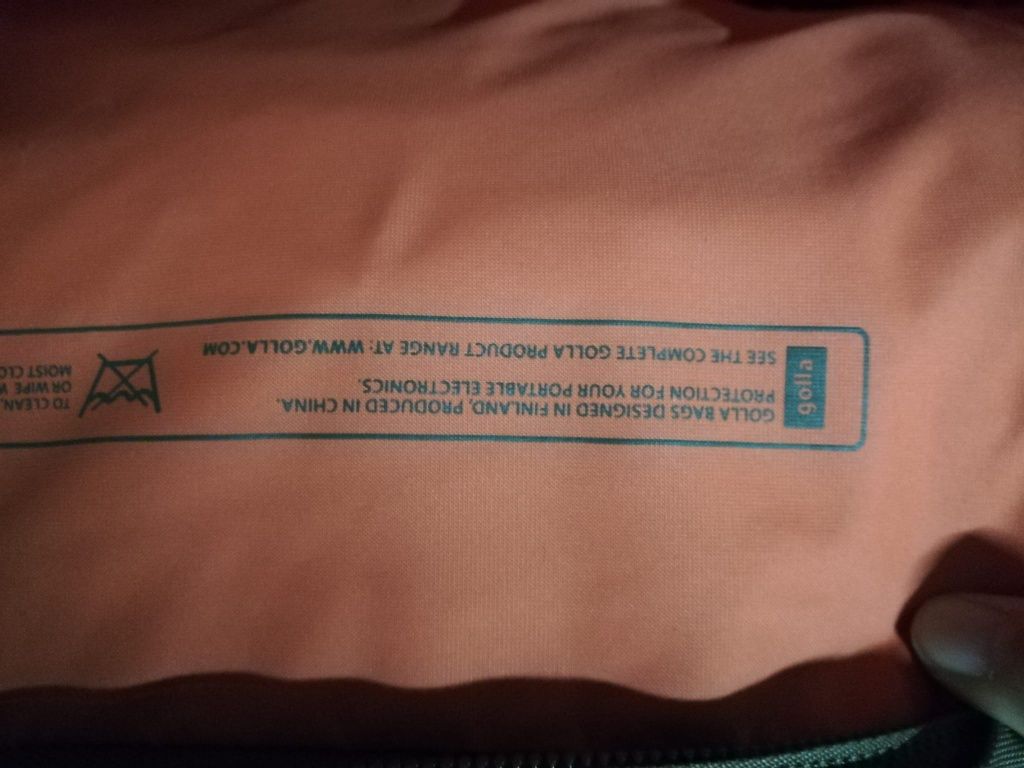 golla
GOLLA BAGS DESIGNED IN FINLAND, PRODUCED IN CHINA.
PROTECTION FOR YOUR PORTABLE ELECTRONICS.
SEE THE COMPLETE GOLLA PRODUCT RANGE AT: WWW.GOLLA.COM
TO CLEAN,
OR WIPE
MOIST